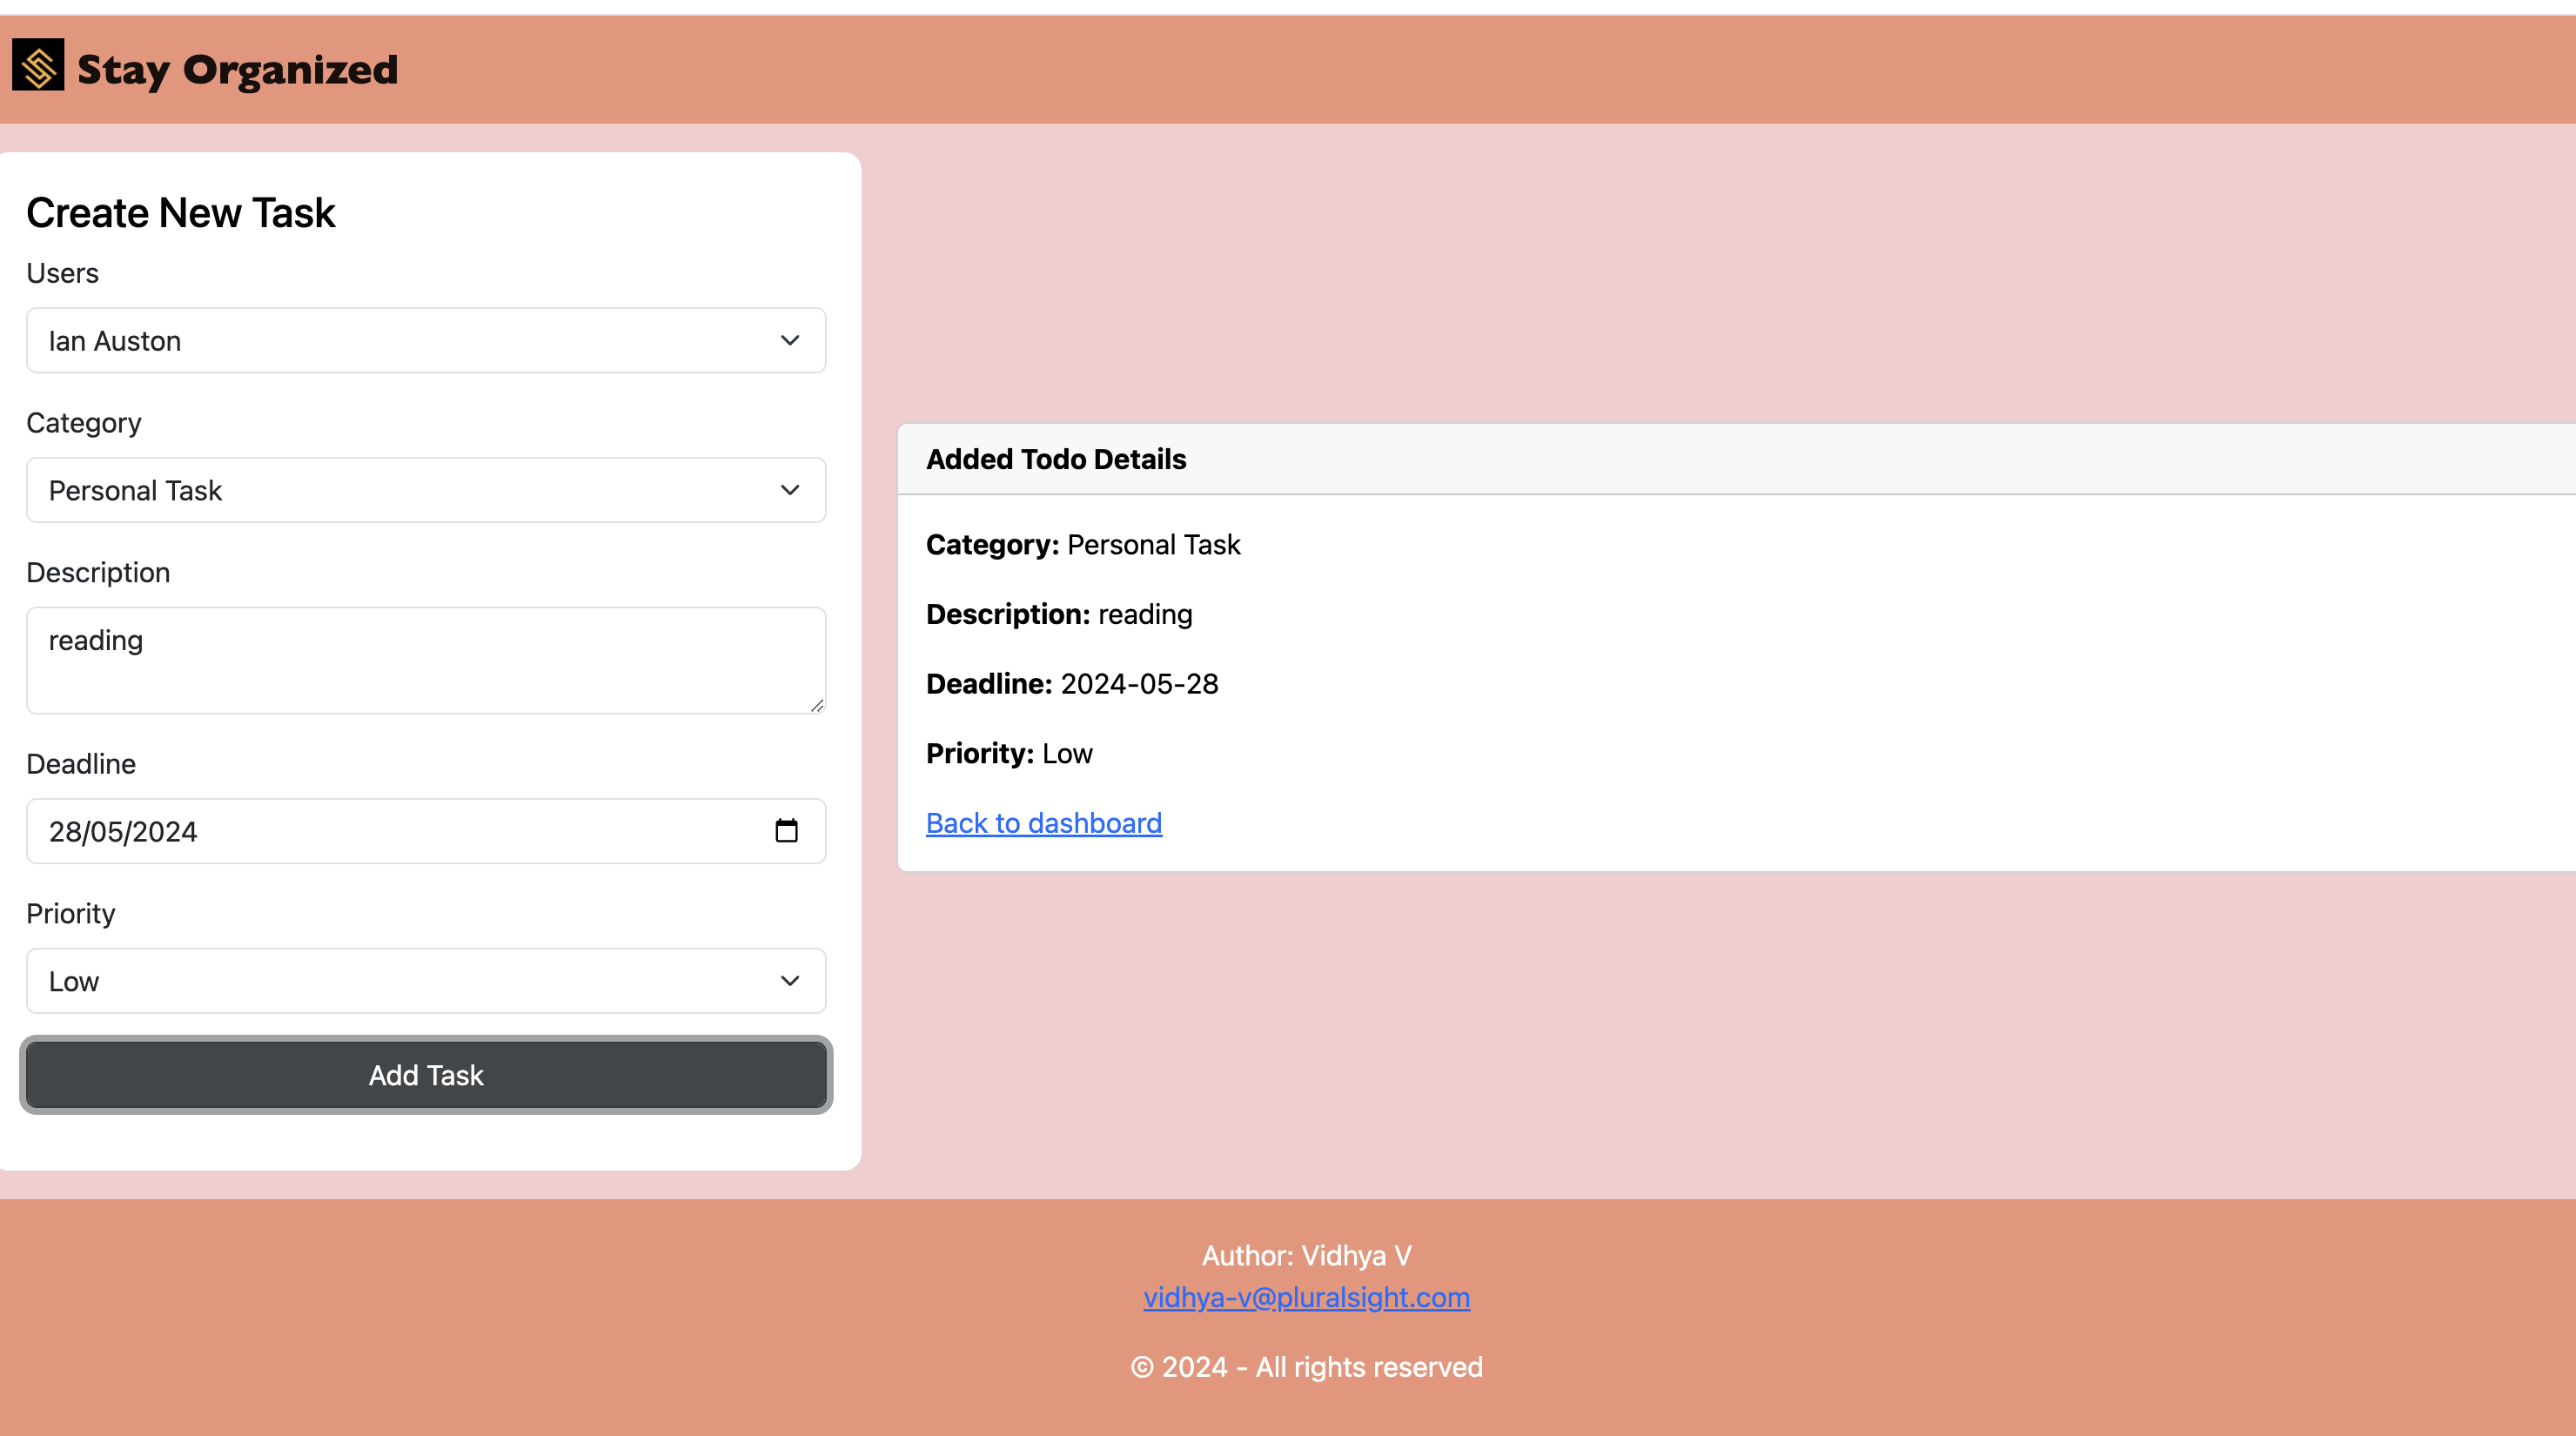 Stay Organized
Create New Task
Users
Ian Auston
Category
Personal Task
Description
reading
Deadline
28/05/2024
Priority
Low
Add Task
Added Todo Details
Category: Personal Task
Description: reading
Deadline: 2024-05-28
Priority: Low
Back to dashboard
Author: Vidhya V
vidhya-v@pluralsight.com
© 2024 - All rights reserved